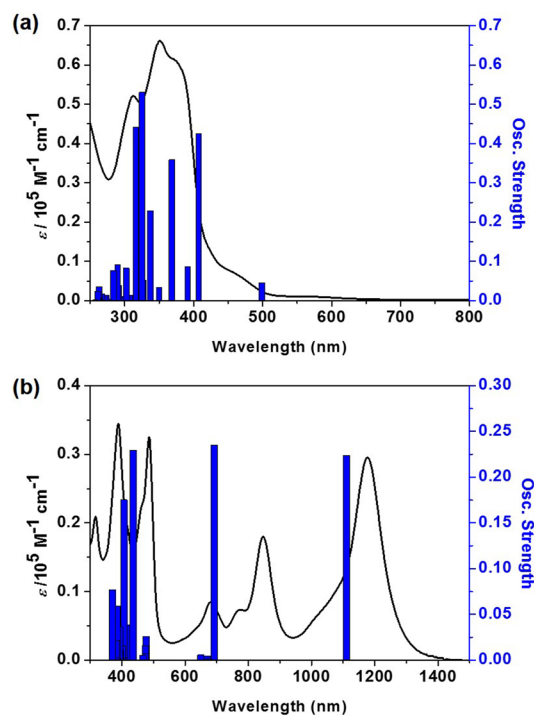 (a)
0.7
0.6
0.5
0.4
0.3
0.2
0.1
0.0
ε / 10⁵ M⁻¹ cm⁻¹
0.7
0.6
0.5
0.4
0.3
0.2
0.1
0.0
Osc. Strength
300 400 500 600 700 800
Wavelength (nm)
(b)
0.4
0.3
0.2
0.1
0.0
ε /10⁵ M⁻¹ cm⁻¹
0.30
0.25
0.20
0.15
0.10
0.05
0.00
Osc. Strength
400 600 800 1000 1200 1400
Wavelength (nm)